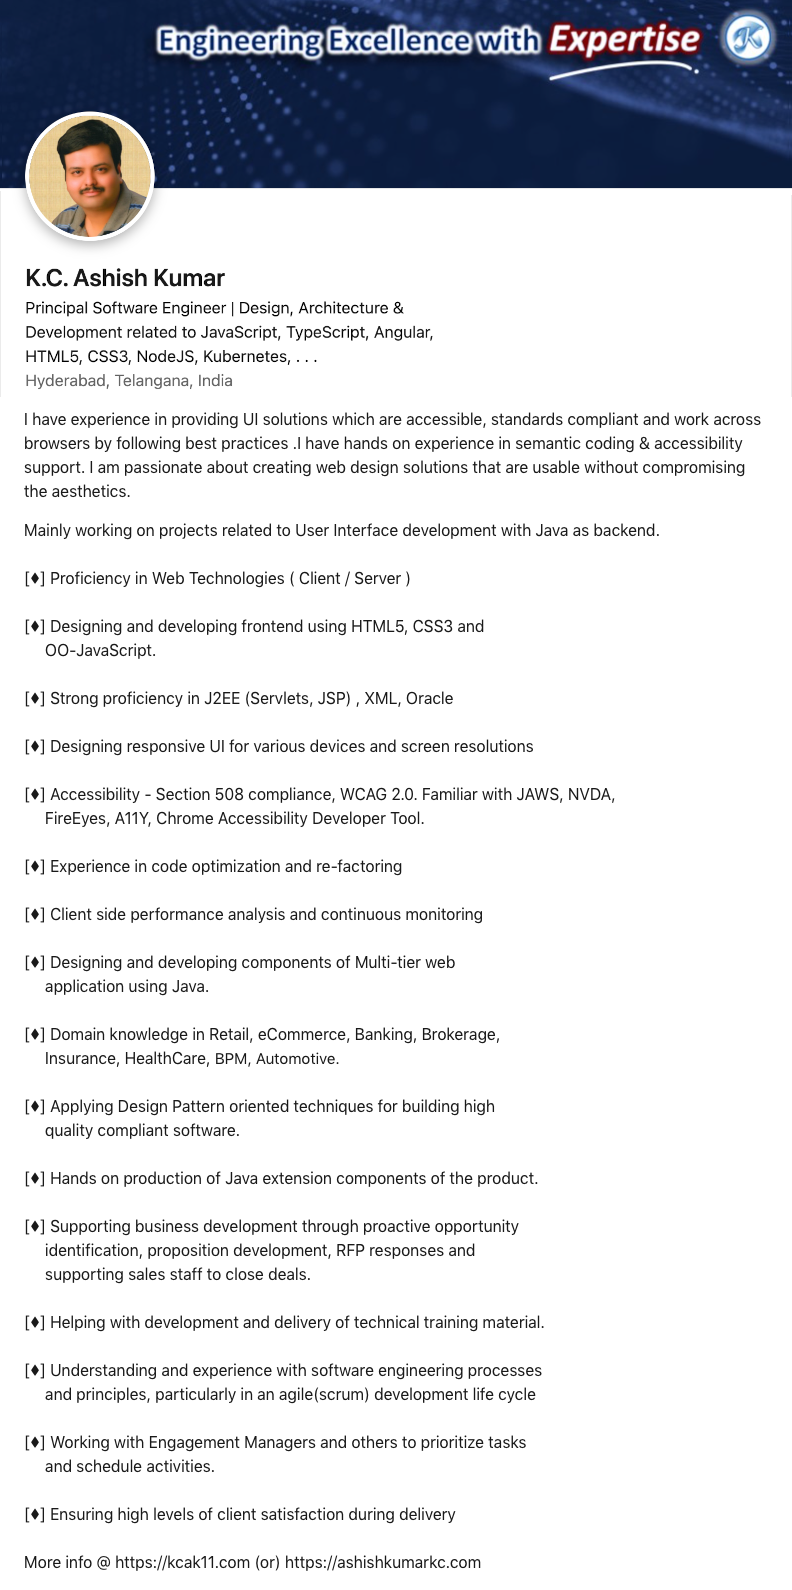 Engineering Excellence with Expertise
K.C. Ashish Kumar
Principal Software Engineer | Design, Architecture &
Development related to JavaScript, TypeScript, Angular,
HTML5, CSS3, NodeJS, Kubernetes, . . .
Hyderabad, Telangana, India
I have experience in providing UI solutions which are accessible, standards compliant and work across
browsers by following best practices .I have hands on experience in semantic coding & accessibility
support. I am passionate about creating web design solutions that are usable without compromising
the aesthetics.
Mainly working on projects related to User Interface development with Java as backend.
[♦] Proficiency in Web Technologies ( Client / Server )
[♦] Designing and developing frontend using HTML5, CSS3 and
OO-JavaScript.
[♦] Strong proficiency in J2EE (Servlets, JSP) , XML, Oracle
[♦] Designing responsive UI for various devices and screen resolutions
[♦] Accessibility - Section 508 compliance, WCAG 2.0. Familiar with JAWS, NVDA,
FireEyes, A11Y, Chrome Accessibility Developer Tool.
[♦] Experience in code optimization and re-factoring
[♦] Client side performance analysis and continuous monitoring
[♦] Designing and developing components of Multi-tier web
application using Java.
[♦] Domain knowledge in Retail, eCommerce, Banking, Brokerage,
Insurance, HealthCare, BPM, Automotive.
[♦] Applying Design Pattern oriented techniques for building high
quality compliant software.
[♦] Hands on production of Java extension components of the product.
[♦] Supporting business development through proactive opportunity
identification, proposition development, RFP responses and
supporting sales staff to close deals.
[♦] Helping with development and delivery of technical training material.
[♦] Understanding and experience with software engineering processes
and principles, particularly in an agile(scrum) development life cycle
[♦] Working with Engagement Managers and others to prioritize tasks
and schedule activities.
[♦] Ensuring high levels of client satisfaction during delivery
More info @ https://kcak11.com (or) https://ashishkumarkc.com